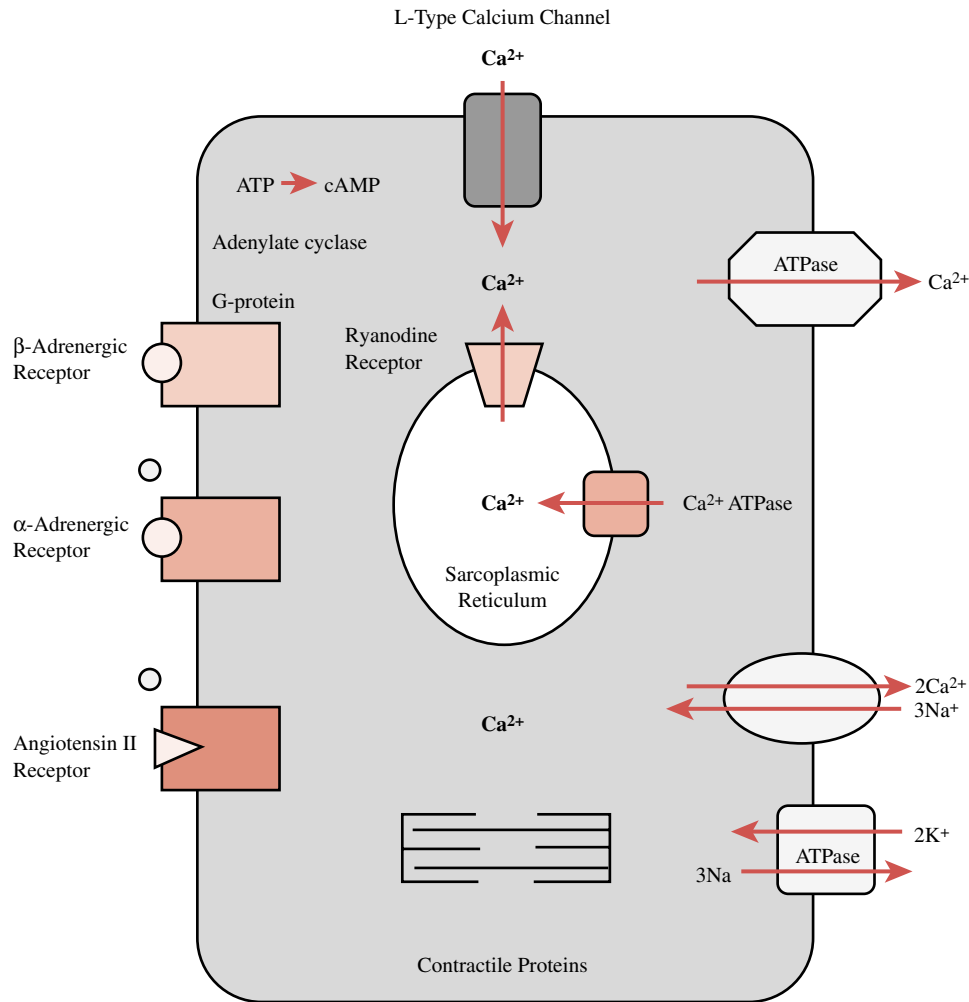 L-Type Calcium Channel
Ca²⁺
ATP cAMP
Adenylate cyclase
ATPase
Ca²⁺
Ca²⁺
G-protein
Ryanodine
Receptor
β-Adrenergic
Receptor
Ca²⁺
Ca²⁺ ATPase
α-Adrenergic
Receptor
Sarcoplasmic
Reticulum
2Ca²⁺
3Na⁺
Ca²⁺
Angiotensin II
Receptor
2K⁺
ATPase
3Na
Contractile Proteins